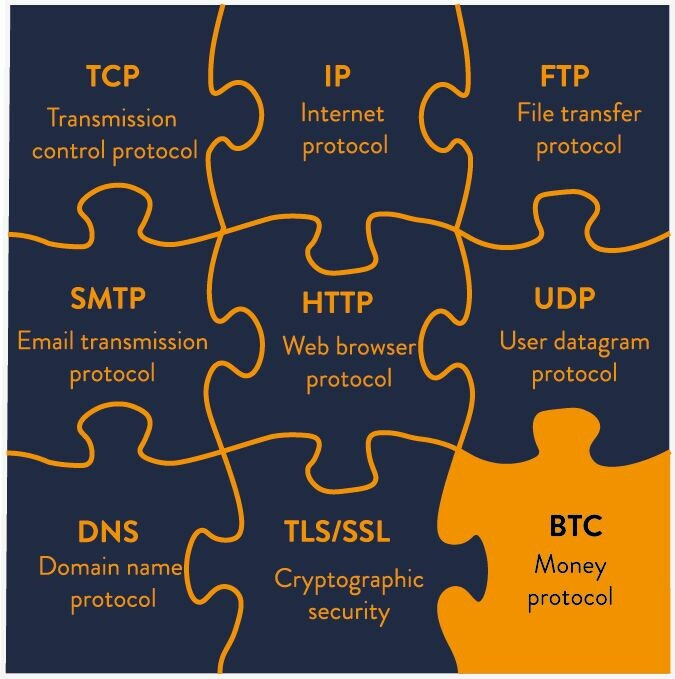 TCP
Transmission
control protocol
IP
Internet
protocol
FTP
File transfer
protocol
SMTP
Email transmission
protocol
HTTP
Web browser
protocol
UDP
User datagram
protocol
DNS
Domain name
protocol
TLS/SSL
Cryptographic
security
BTC
Money
protocol